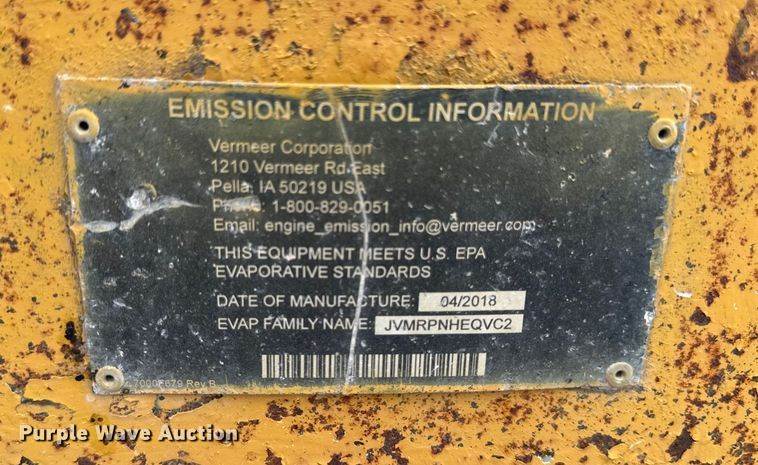 EMISSION CONTROL INFORMATION
Vermeer Corporation
1210 Vermeer Rd East
Pella, IA 50219 USA
Phone: 1-800-829-0051
Email: engine_emission_info@vermeer.com
THIS EQUIPMENT MEETS U.S. EPA
EVAPORATIVE STANDARDS
DATE OF MANUFACTURE: 04/2018
EVAP FAMILY NAME: JVMRPNHEQVC2
Rev B
Purple Wave Auction